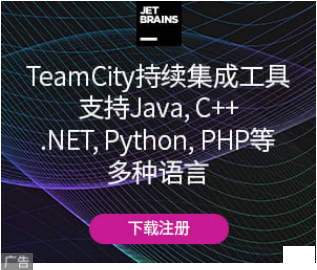 JET
BRAINS
TeamCity持续集成工具
支持Java, C++
.NET, Python, PHP等
多种语言
下载注册
广告